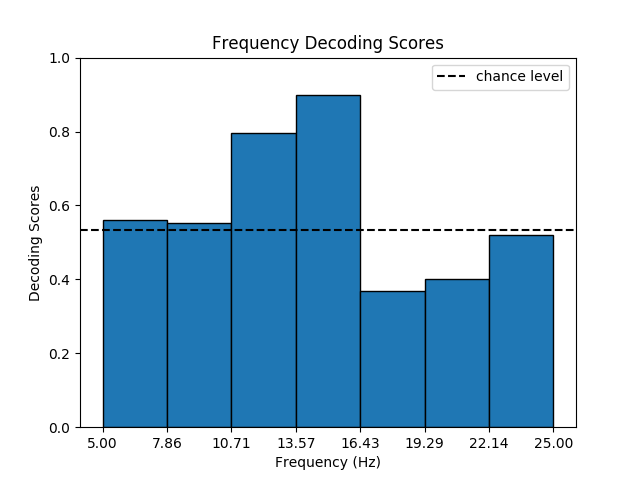 Frequency Decoding Scores
chance level
1.0
0.8
0.6
0.4
0.2
0.0
Decoding Scores
5.00 7.86 10.71 13.57 16.43 19.29 22.14 25.00
Frequency (Hz)